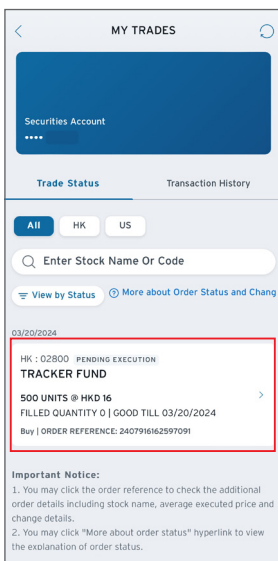 MY TRADES
Securities Account
••••
Trade Status
Transaction History
All
HK
US
Enter Stock Name Or Code
View by Status
More about Order Status and Chang
03/20/2024
HK : 02800 PENDING EXECUTION
TRACKER FUND
500 UNITS @ HKD 16
FILLED QUANTITY 0 | GOOD TILL 03/20/2024
Buy | ORDER REFERENCE: 2407916162597091
Important Notice:
1. You may click the order reference to check the additional
order details including stock name, average executed price and
change details.
2. You may click "More about order status" hyperlink to view
the explanation of order status.